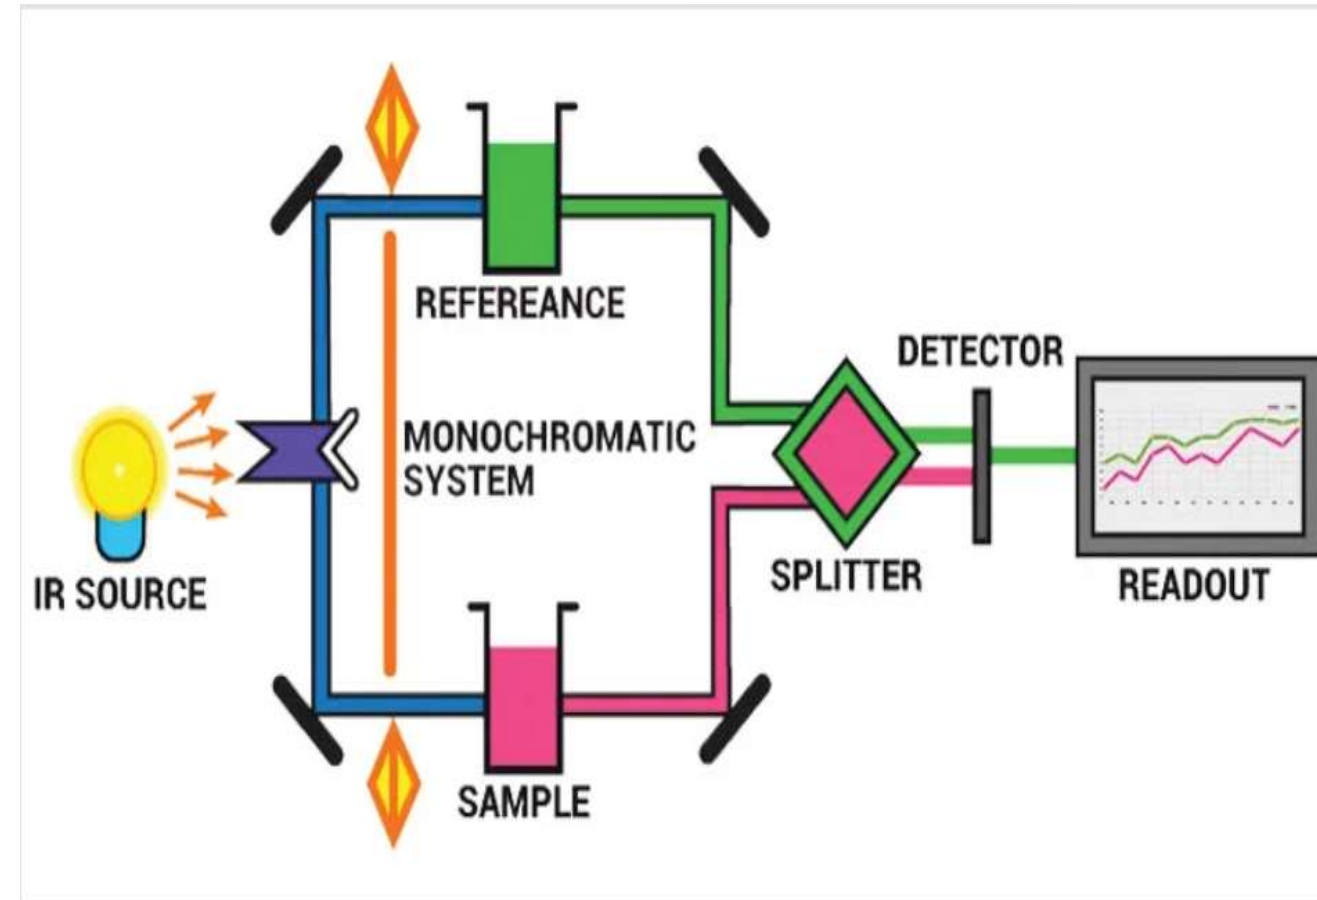 REFEREANCE
DETECTOR
MONOCHROMATIC
SYSTEM
IR SOURCE
SPLITTER
READOUT
SAMPLE